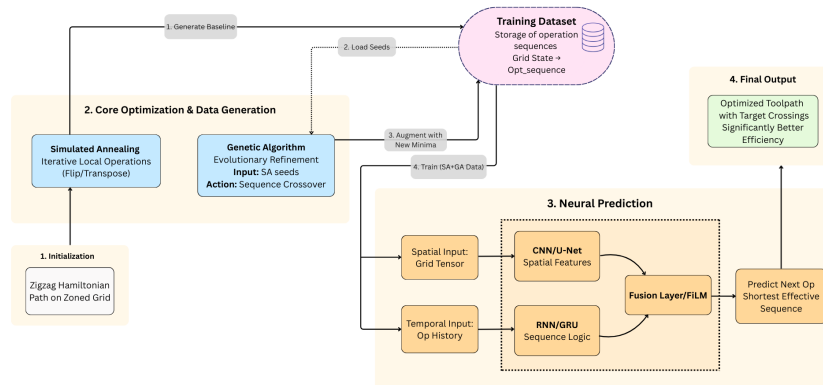 1. Generate Baseline
Training Dataset
Storage of operation
sequences
Grid State →
Opt_sequence
2. Load Seeds
4. Final Output
Optimized Toolpath
with Target Crossings
Significantly Better
Efficiency
2. Core Optimization & Data Generation
Simulated Annealing
Iterative Local Operations
(Flip/Transpose)
Genetic Algorithm
Evolutionary Refinement
Input: SA seeds
Action: Sequence Crossover
3. Augment with
New Minima
4. Train (SA+GA Data)
1. Initialization
Zigzag Hamiltonian
Path on Zoned Grid
3. Neural Prediction
Spatial Input:
Grid Tensor
CNN/U-Net
Spatial Features
Fusion Layer/FiLM
Predict Next Op
Shortest Effective
Sequence
Temporal Input:
Op History
RNN/GRU
Sequence Logic